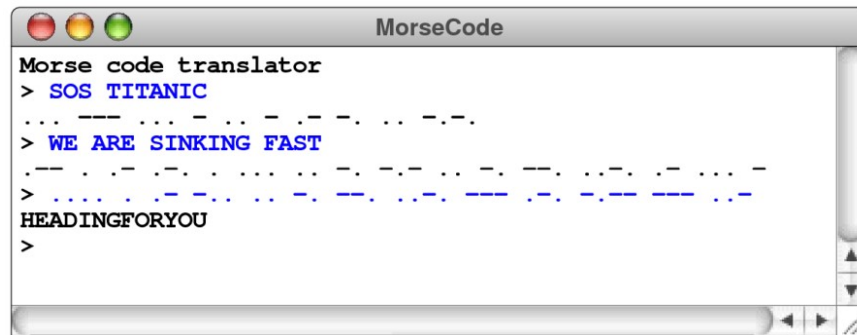 MorseCode
Morse code translator
> SOS TITANIC
... --- ... - .. - .- -. .. -.-.
> WE ARE SINKING FAST
.-- . .- .-. . ... .. -. -.- .. -. --. ..-. .- ... -
> .... . .- -.. .. -. --. ..-. --- .-. -.-- --- ..-
HEADINGFORYOU
>